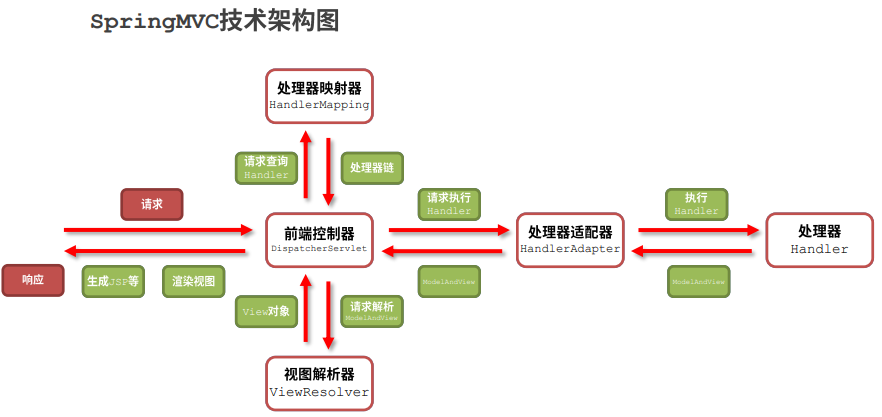 SpringMVC技术架构图
处理器映射器
HandlerMapping
请求查询
Handler
处理器链
请求
请求执行
Handler
执行
Handler
前端控制器
DispatcherServlet
处理器适配器
HandlerAdapter
处理器
Handler
响应
生成JSP等
渲染视图
ModelAndView
ModelAndView
View对象
请求解析
ModelAndView
视图解析器
ViewResolver